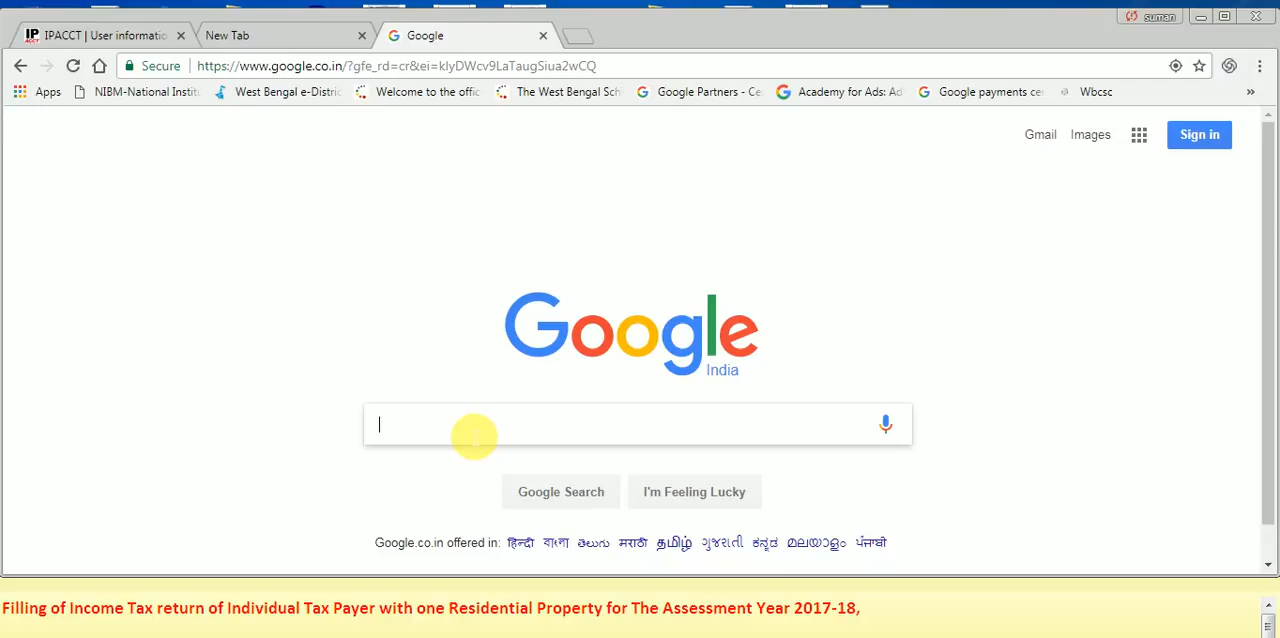 suman
IPACCT | User informatio
New Tab
Google
Secure https://www.google.co.in/?gfe_rd=cr&ei=kIyDWcv9LaTaugSiua2wCQ
Apps NIBM-National Instit West Bengal e-Distric Welcome to the offic The West Bengal Sch Google Partners - Ce Academy for Ads: Ad Google payments ce Wbcsc »
Gmail Images Sign in
Google
India
Google Search I'm Feeling Lucky
Google.co.in offered in: हिन्दी বাংলা తెలుగు मराठी தமிழ் ગુજરાતી ಕನ್ನಡ മലയാളം ਪੰਜਾਬੀ
Filling of Income Tax return of Individual Tax Payer with one Residential Property for The Assessment Year 2017-18,